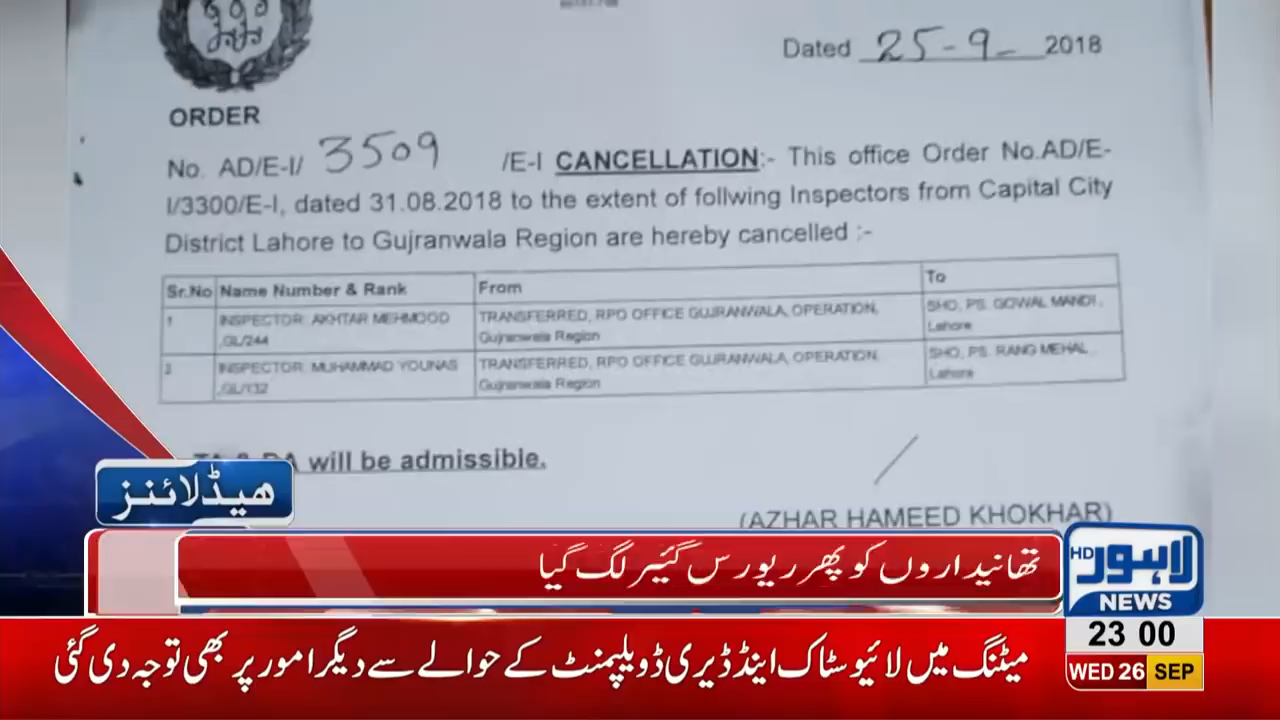 Dated 25-9- 2018
ORDER
No. AD/E-I/ 3509 /E-I CANCELLATION:- This office Order No.AD/E-
I/3300/E-I, dated 31.08.2018 to the extent of follwing Inspectors from Capital City
District Lahore to Gujranwala Region are hereby cancelled :-
Sr.No Name Number & Rank From To
1 INSPECTOR: AKHTAR MEHMOOD TRANSFERRED, RPO OFFICE GUJRANWALA, OPERATION, SHO, PS. GOWAL MANDI,
,GL/244 Gujranwala Region Lahore
2 INSPECTOR: MUHAMMAD YOUNAS TRANSFERRED, RPO OFFICE GUJRANWALA, OPERATION, SHO, PS. RANG MEHAL,
,GL/132 Gujranwala Region Lahore
will be admissible.
(AZHAR HAMEED KHOKHAR)
ھیڈلائنز
تھانیداروں کو پھر ریورس گئیر لگ گیا
HD لاہور
NEWS
23 00
WED 26 SEP
میٹنگ میں لائیوسٹاک اینڈ ڈیری ڈویلپمنٹ کے حوالے سے دیگر امور پر بھی توجہ دی گئی